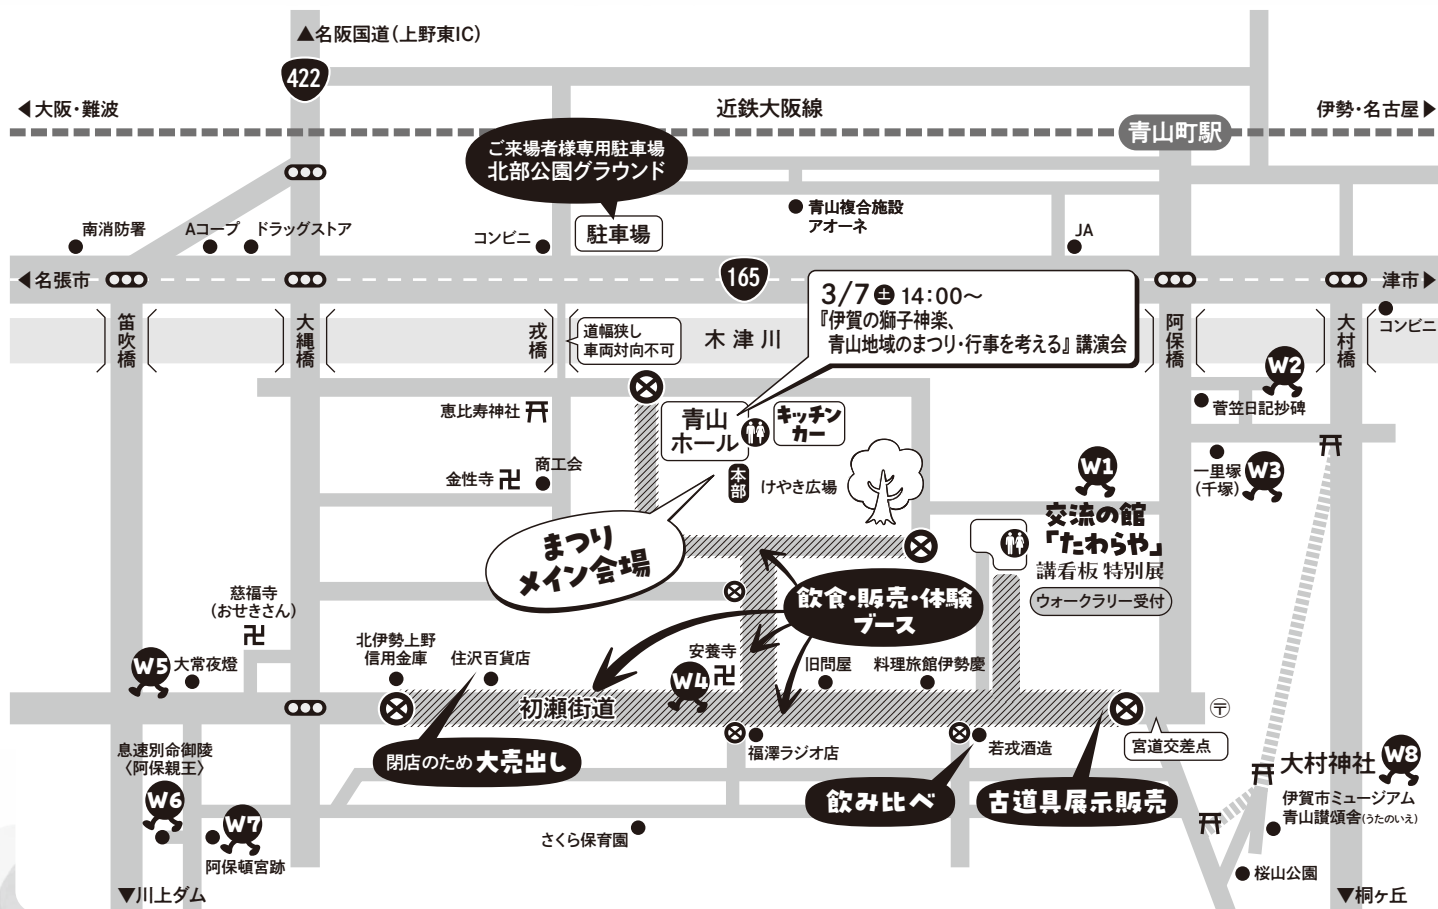 ▲名阪国道(上野東IC)
422
◀大阪・難波
近鉄大阪線
伊勢・名古屋▶
青山町駅
ご来場者様専用駐車場
北部公園グラウンド
駐車場
青山複合施設
アオーネ
南消防署
Aコープ
ドラッグストア
コンビニ
JA
◀名張市
165
津市▶
コンビニ
3/7土 14:00〜
『伊賀の獅子神楽、
青山地域のまつり・行事を考える』講演会
笛吹橋
大縄橋
戎橋
道幅狭し
車両対向不可
木津川
阿保橋
大村橋
W2
菅笠日記抄碑
恵比寿神社
青山
ホール
キッチン
カー
金性寺
商工会
本部
けやき広場
W1
一里塚
(千塚)
W3
交流の館
「たわらや」
講看板 特別展
ウォークラリー受付
まつり
メイン会場
飲食・販売・体験
ブース
慈福寺
(おせきさん)
W5
大常夜燈
北伊勢上野
信用金庫
住沢百貨店
安養寺
W4
旧問屋
料理旅館伊勢慶
初瀬街道
〒
閉店のため大売出し
福澤ラジオ店
若戎酒造
宮道交差点
息速別命御陵
〈阿保親王〉
W6
W7
阿保頓宮跡
飲み比べ
古道具展示販売
大村神社
W8
伊賀市ミュージアム
青山讃頌舎(うたのいえ)
さくら保育園
桜山公園
▼川上ダム
▼桐ヶ丘